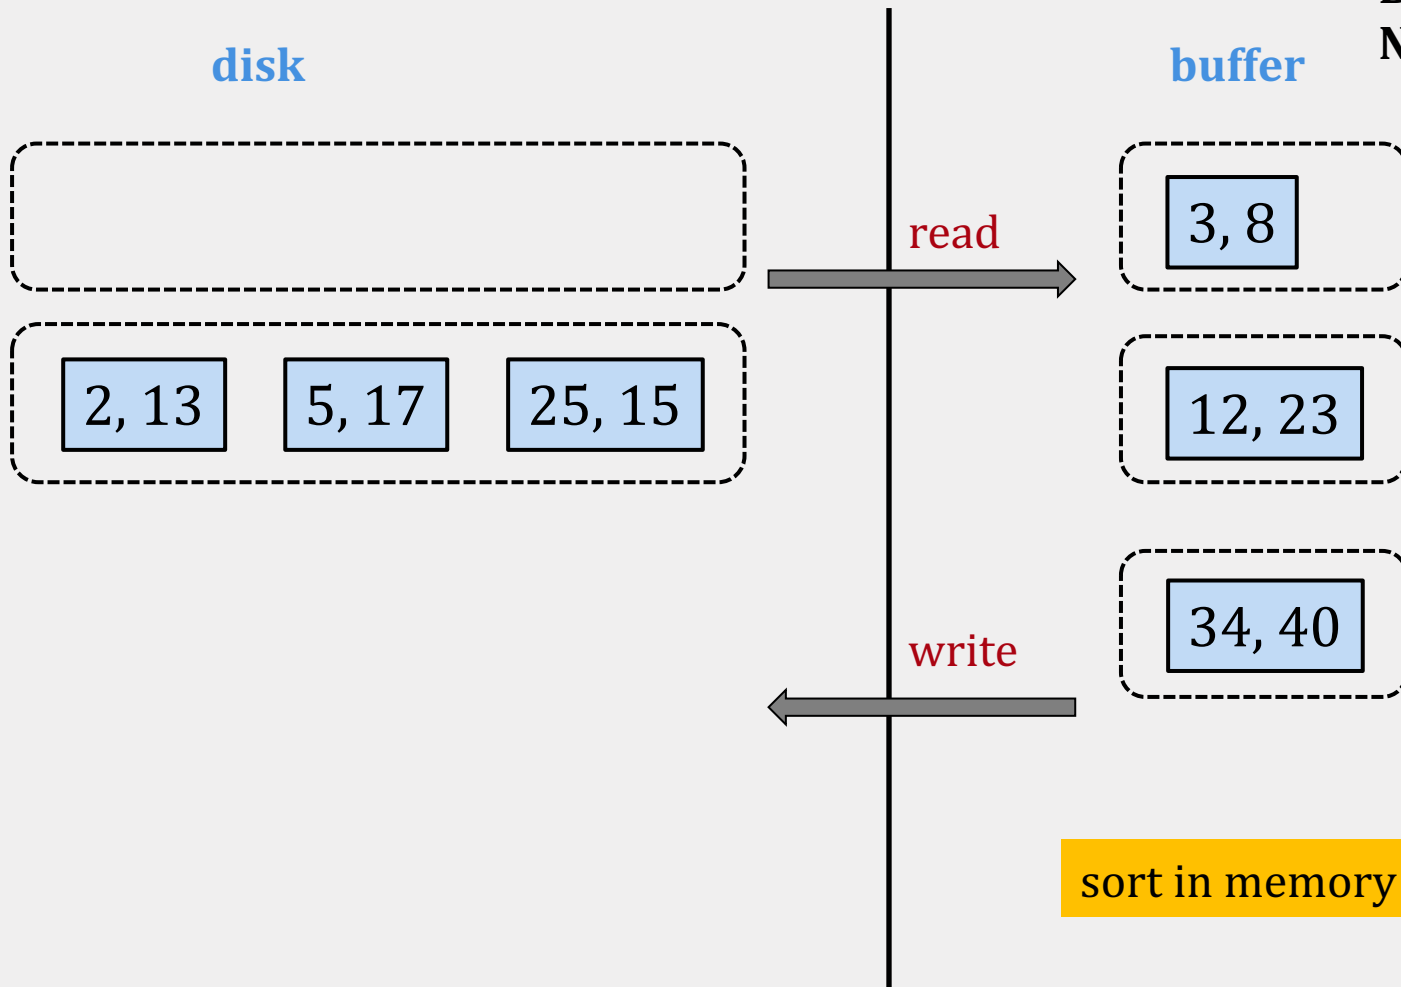 disk
buffer
N
3, 8
read
2, 13
5, 17
25, 15
12, 23
34, 40
write
sort in memory